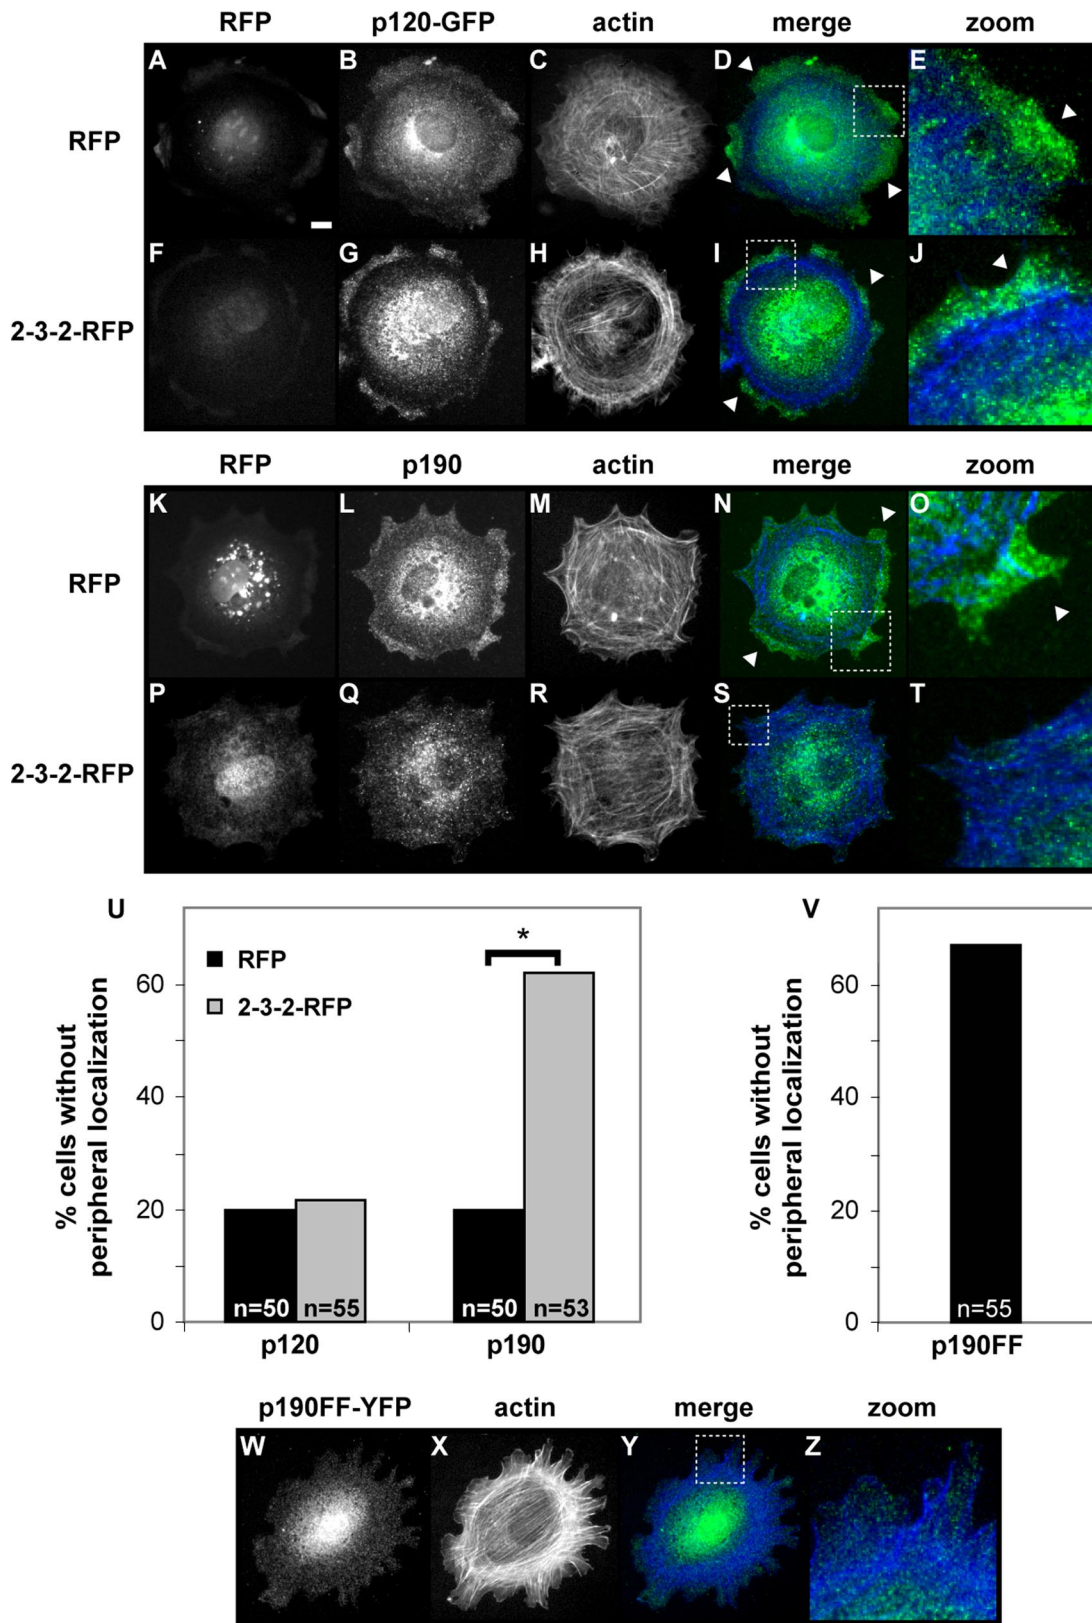 RFP p120-GFP actin merge zoom
A B C D E
RFP
F G H I J
2-3-2-RFP
RFP p190 actin merge zoom
K L M N O
RFP
P Q R S T
2-3-2-RFP
U
% cells without
peripheral localization
60
40
20
0
RFP
2-3-2-RFP
*
n=50 n=55 n=50 n=53
p120 p190
V
% cells without
peripheral localization
60
40
20
0
n=55
p190FF
p190FF-YFP actin merge zoom
W X Y Z